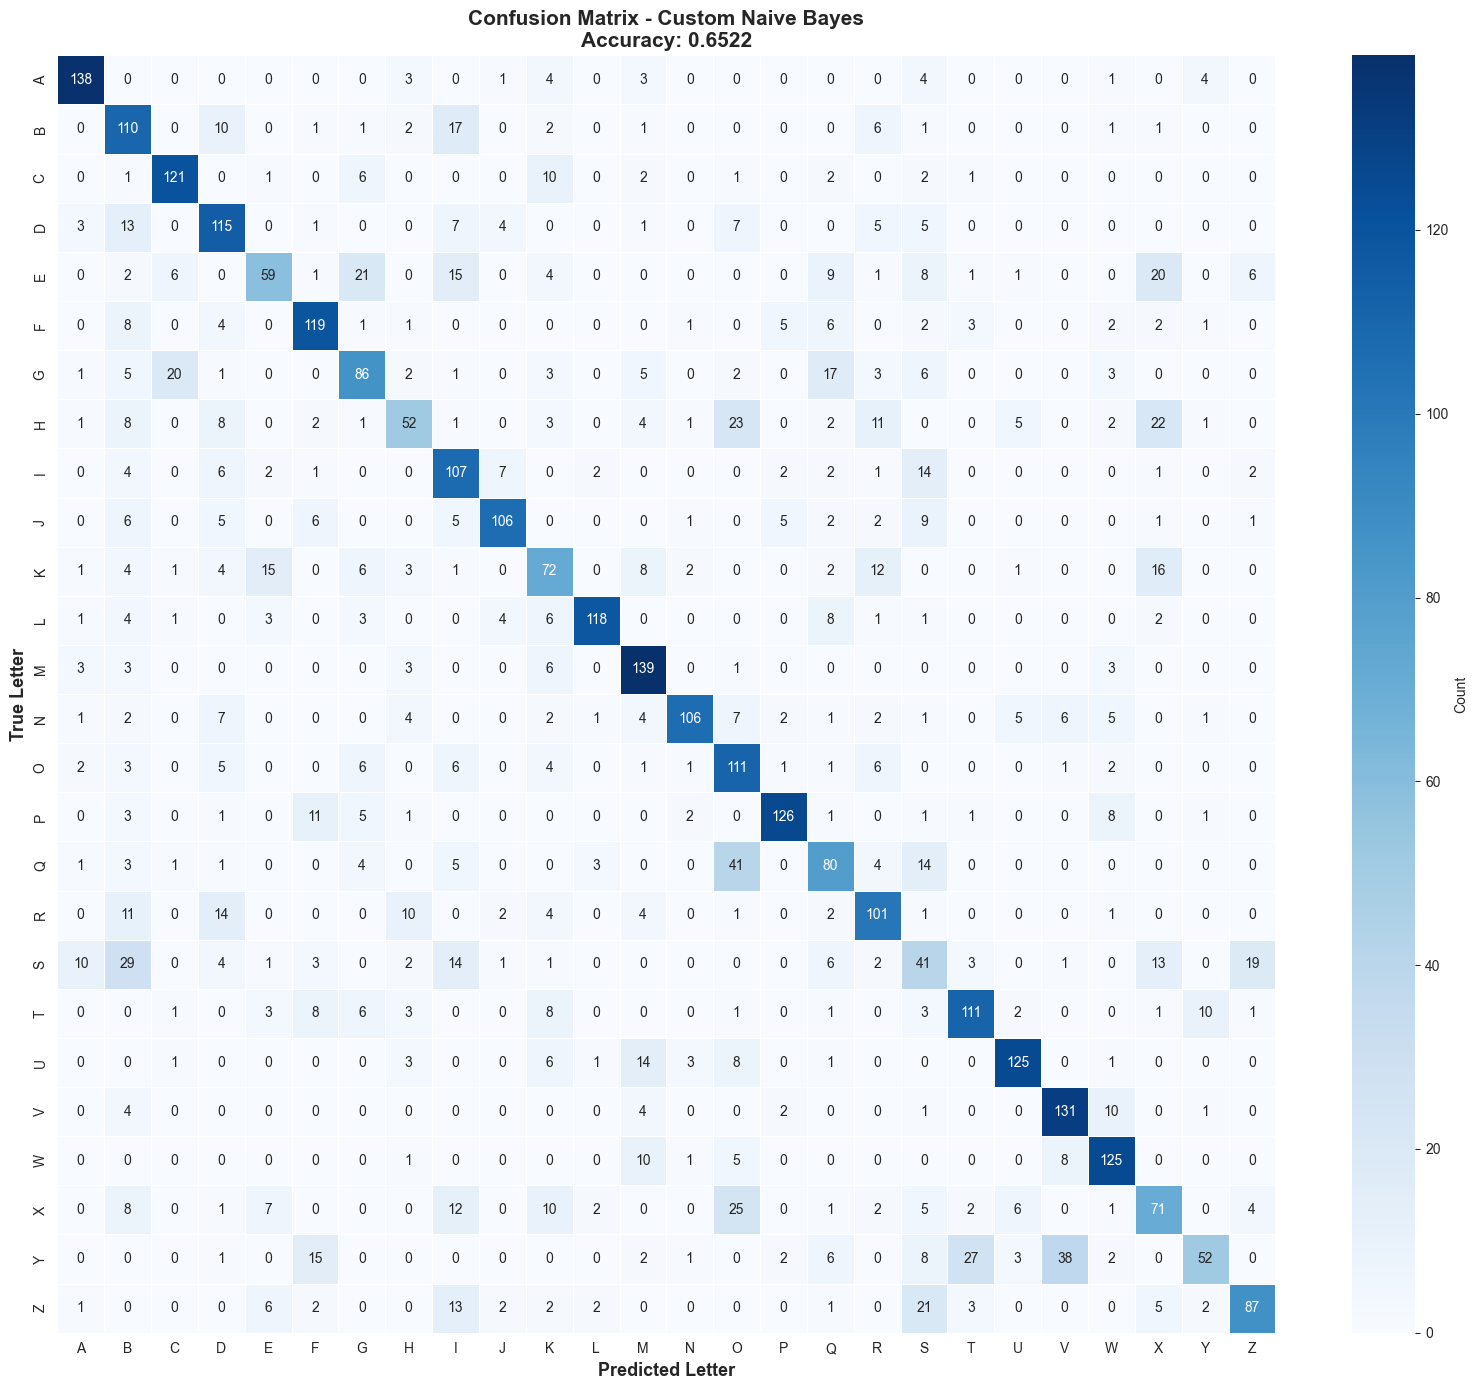 Confusion Matrix - Custom Naive Bayes
Accuracy: 0.6522
A 138 0 0 0 0 0 0 3 0 1 4 0 3 0 0 0 0 0 4 0 0 0 1 0 4 0
B 0 110 0 10 0 1 1 2 17 0 2 0 1 0 0 0 0 6 1 0 0 0 1 1 0 0
C 0 1 121 0 1 0 6 0 0 0 10 0 2 0 1 0 2 0 2 1 0 0 0 0 0 0
D 3 13 0 115 0 1 0 0 7 4 0 0 1 0 7 0 0 5 5 0 0 0 0 0 0 0
E 0 2 6 0 59 1 21 0 15 0 4 0 0 0 0 0 9 1 8 1 0 0 0 20 0 6
F 0 8 0 4 0 119 1 1 0 0 0 0 0 1 0 5 6 0 2 3 0 0 2 2 1 0
G 1 5 20 1 0 0 86 2 1 0 3 0 5 0 2 0 17 3 6 0 0 0 3 0 0 0
H 1 8 0 8 0 2 1 52 1 0 3 0 4 1 23 0 2 11 0 0 5 0 2 22 1 0
I 0 4 0 6 2 1 0 0 107 7 0 2 0 0 0 2 2 1 14 0 0 0 0 1 0 2
J 0 6 0 5 0 6 0 0 5 106 0 0 0 1 0 5 2 2 9 0 0 0 0 1 0 1
K 1 4 1 4 15 0 6 3 1 0 72 0 8 2 0 0 2 12 0 0 1 0 0 16 0 0
L 1 4 1 0 3 0 3 0 0 4 6 118 0 0 0 0 8 1 1 0 0 0 0 2 0 0
M 3 3 0 0 0 0 0 3 0 0 6 0 139 0 1 0 0 0 0 0 0 0 3 0 0 0
N 1 2 0 7 0 0 0 4 0 0 2 1 4 106 7 2 1 2 1 0 5 6 5 0 1 0
O 2 3 0 5 0 0 6 0 6 0 4 0 1 1 111 1 1 6 0 0 0 1 2 0 0 0
P 0 3 0 1 0 11 5 1 0 0 0 0 0 2 0 126 1 0 1 1 0 0 8 0 1 0
Q 1 3 1 1 0 0 4 0 5 0 0 3 0 0 41 0 80 4 14 0 0 0 0 0 0 0
R 0 11 0 14 0 0 0 10 0 2 4 0 4 0 1 0 2 101 1 0 0 0 1 0 0 0
S 10 29 0 4 1 3 0 2 14 1 1 0 0 0 0 0 6 2 41 3 0 1 0 13 0 19
T 0 0 1 0 3 8 6 3 0 0 8 0 0 0 1 0 1 0 3 111 2 0 0 1 10 1
U 0 0 1 0 0 0 0 3 0 0 6 1 14 3 8 0 1 0 0 0 125 0 1 0 0 0
V 0 4 0 0 0 0 0 0 0 0 0 0 4 0 0 2 0 0 1 0 0 131 10 0 1 0
W 0 0 0 0 0 0 0 1 0 0 0 0 10 1 5 0 0 0 0 0 0 8 125 0 0 0
X 0 8 0 1 7 0 0 0 12 0 10 2 0 0 25 0 1 2 5 2 6 0 1 71 0 4
Y 0 0 0 1 0 15 0 0 0 0 0 0 2 1 0 2 6 0 8 27 3 38 2 0 52 0
Z 1 0 0 0 6 2 0 0 13 2 2 2 0 0 0 0 1 0 21 3 0 0 0 5 2 87
A B C D E F G H I J K L M N O P Q R S T U V W X Y Z
Predicted Letter
True Letter
120
100
80
60
40
20
0
Count